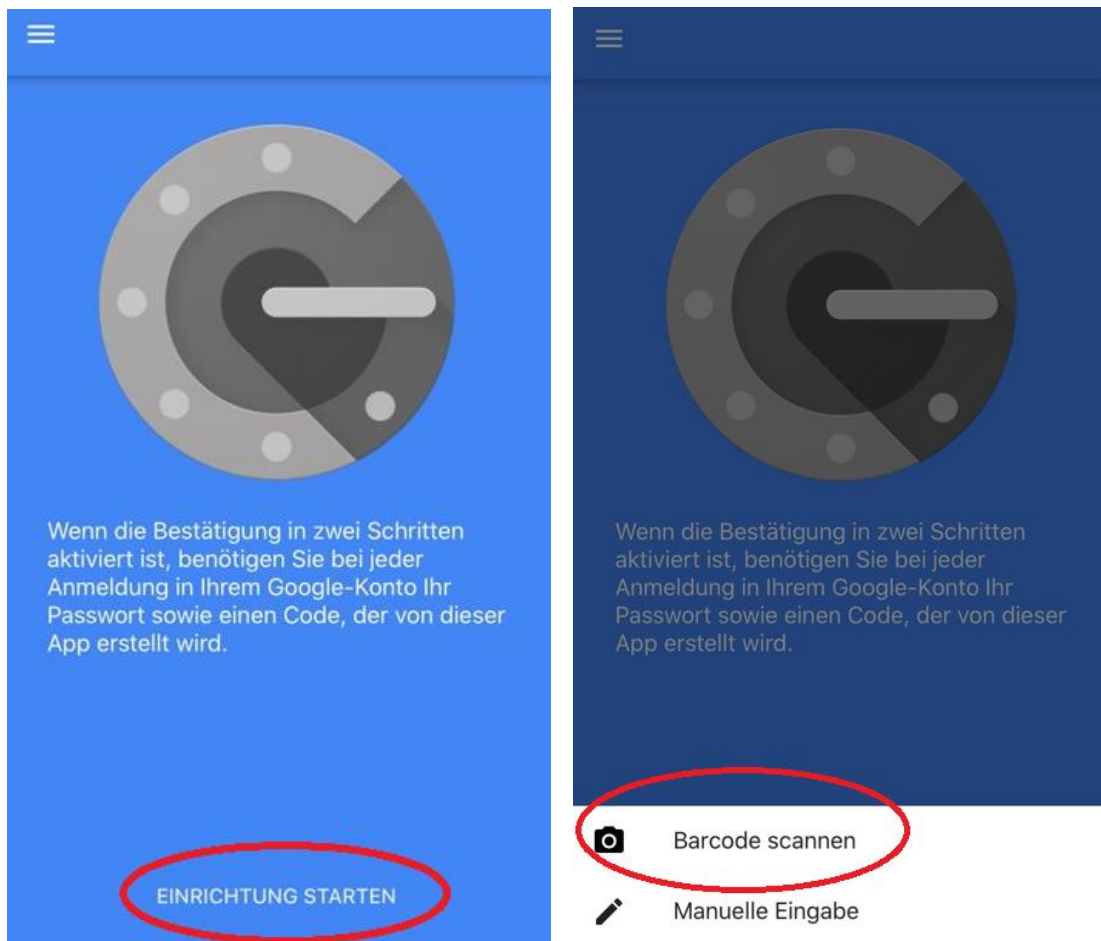 Wenn die Bestätigung in zwei Schritten
aktiviert ist, benötigen Sie bei jeder
Anmeldung in Ihrem Google-Konto Ihr
Passwort sowie einen Code, der von dieser
App erstellt wird.
EINRICHTUNG STARTEN
Wenn die Bestätigung in zwei Schritten
aktiviert ist, benötigen Sie bei jeder
Anmeldung in Ihrem Google-Konto Ihr
Passwort sowie einen Code, der von dieser
App erstellt wird.
Barcode scannen
Manuelle Eingabe